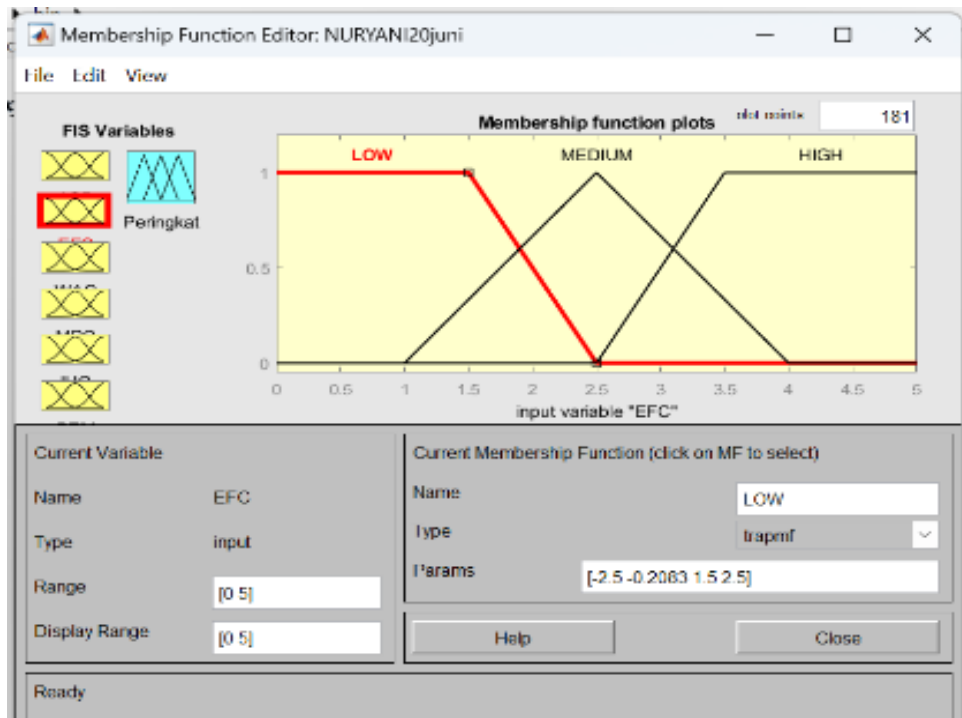 Membership Function Editor: NURYANI20juni
File Edit View
FIS Variables
Peringkat
Membership function plots
plot points
181
LOW
MEDIUM
HIGH
1
0.5
0
0 0.5 1 1.5 2 2.5 3 3.5 4 4.5 5
input variable "EFC"
Current Variable
Name EFC
Type input
Range [0 5]
Display Range [0 5]
Current Membership Function (click on MF to select)
Name LOW
Type trapmf
Params [-2.5 -0.2083 1.5 2.5]
Help
Close
Ready